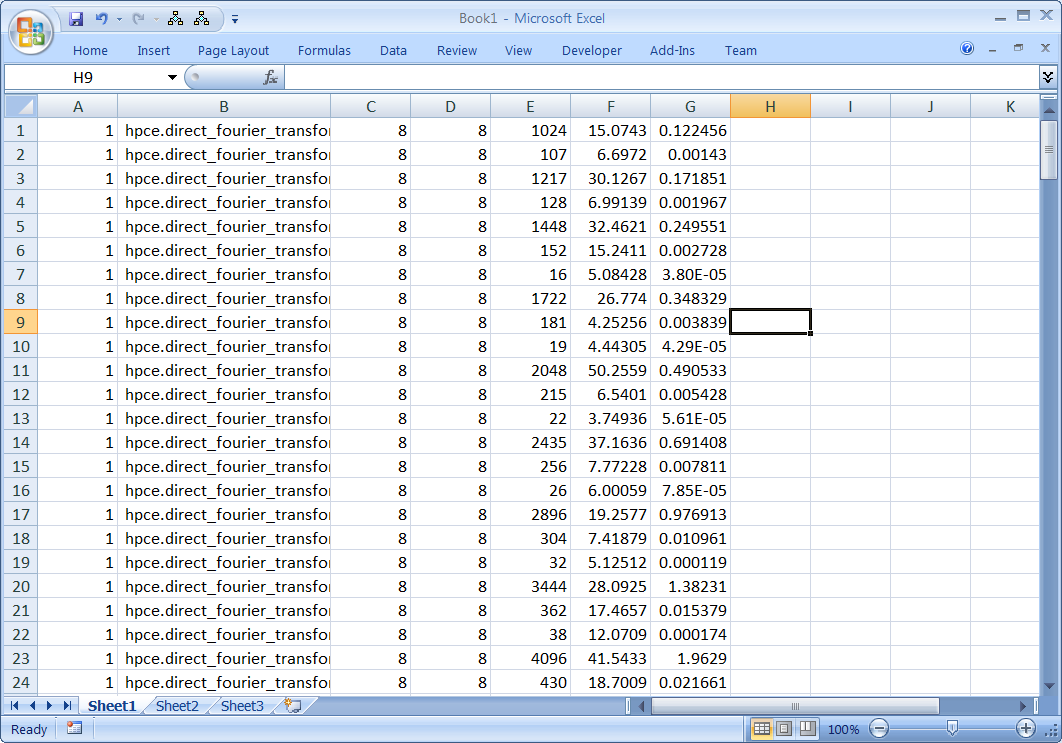 Book1 - Microsoft Excel
Home Insert Page Layout Formulas Data Review View Developer Add-Ins Team
H9 fx
A B C D E F G H I J K
1 1 hpce.direct_fourier_transfo 8 8 1024 15.0743 0.122456
2 1 hpce.direct_fourier_transfo 8 8 107 6.6972 0.00143
3 1 hpce.direct_fourier_transfo 8 8 1217 30.1267 0.171851
4 1 hpce.direct_fourier_transfo 8 8 128 6.99139 0.001967
5 1 hpce.direct_fourier_transfo 8 8 1448 32.4621 0.249551
6 1 hpce.direct_fourier_transfo 8 8 152 15.2411 0.002728
7 1 hpce.direct_fourier_transfo 8 8 16 5.08428 3.80E-05
8 1 hpce.direct_fourier_transfo 8 8 1722 26.774 0.348329
9 1 hpce.direct_fourier_transfo 8 8 181 4.25256 0.003839
10 1 hpce.direct_fourier_transfo 8 8 19 4.44305 4.29E-05
11 1 hpce.direct_fourier_transfo 8 8 2048 50.2559 0.490533
12 1 hpce.direct_fourier_transfo 8 8 215 6.5401 0.005428
13 1 hpce.direct_fourier_transfo 8 8 22 3.74936 5.61E-05
14 1 hpce.direct_fourier_transfo 8 8 2435 37.1636 0.691408
15 1 hpce.direct_fourier_transfo 8 8 256 7.77228 0.007811
16 1 hpce.direct_fourier_transfo 8 8 26 6.00059 7.85E-05
17 1 hpce.direct_fourier_transfo 8 8 2896 19.2577 0.976913
18 1 hpce.direct_fourier_transfo 8 8 304 7.41879 0.010961
19 1 hpce.direct_fourier_transfo 8 8 32 5.12512 0.000119
20 1 hpce.direct_fourier_transfo 8 8 3444 28.0925 1.38231
21 1 hpce.direct_fourier_transfo 8 8 362 17.4657 0.015379
22 1 hpce.direct_fourier_transfo 8 8 38 12.0709 0.000174
23 1 hpce.direct_fourier_transfo 8 8 4096 41.5433 1.9629
24 1 hpce.direct_fourier_transfo 8 8 430 18.7009 0.021661
Sheet1 Sheet2 Sheet3
Ready 100%